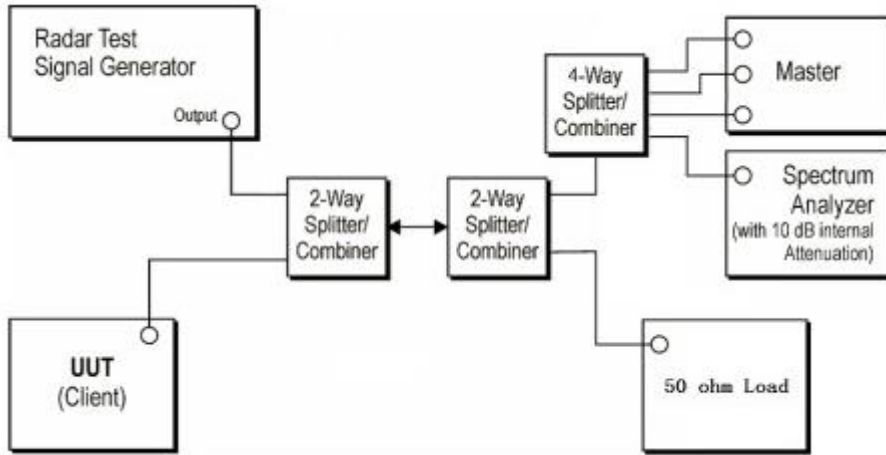 Radar Test
Signal Generator
Output
4-Way
Splitter/
Combiner
Master
2-Way
Splitter/
Combiner
2-Way
Splitter/
Combiner
Spectrum
Analyzer
(with 10 dB internal
Attenuation)
UUT
(Client)
50 ohm Load